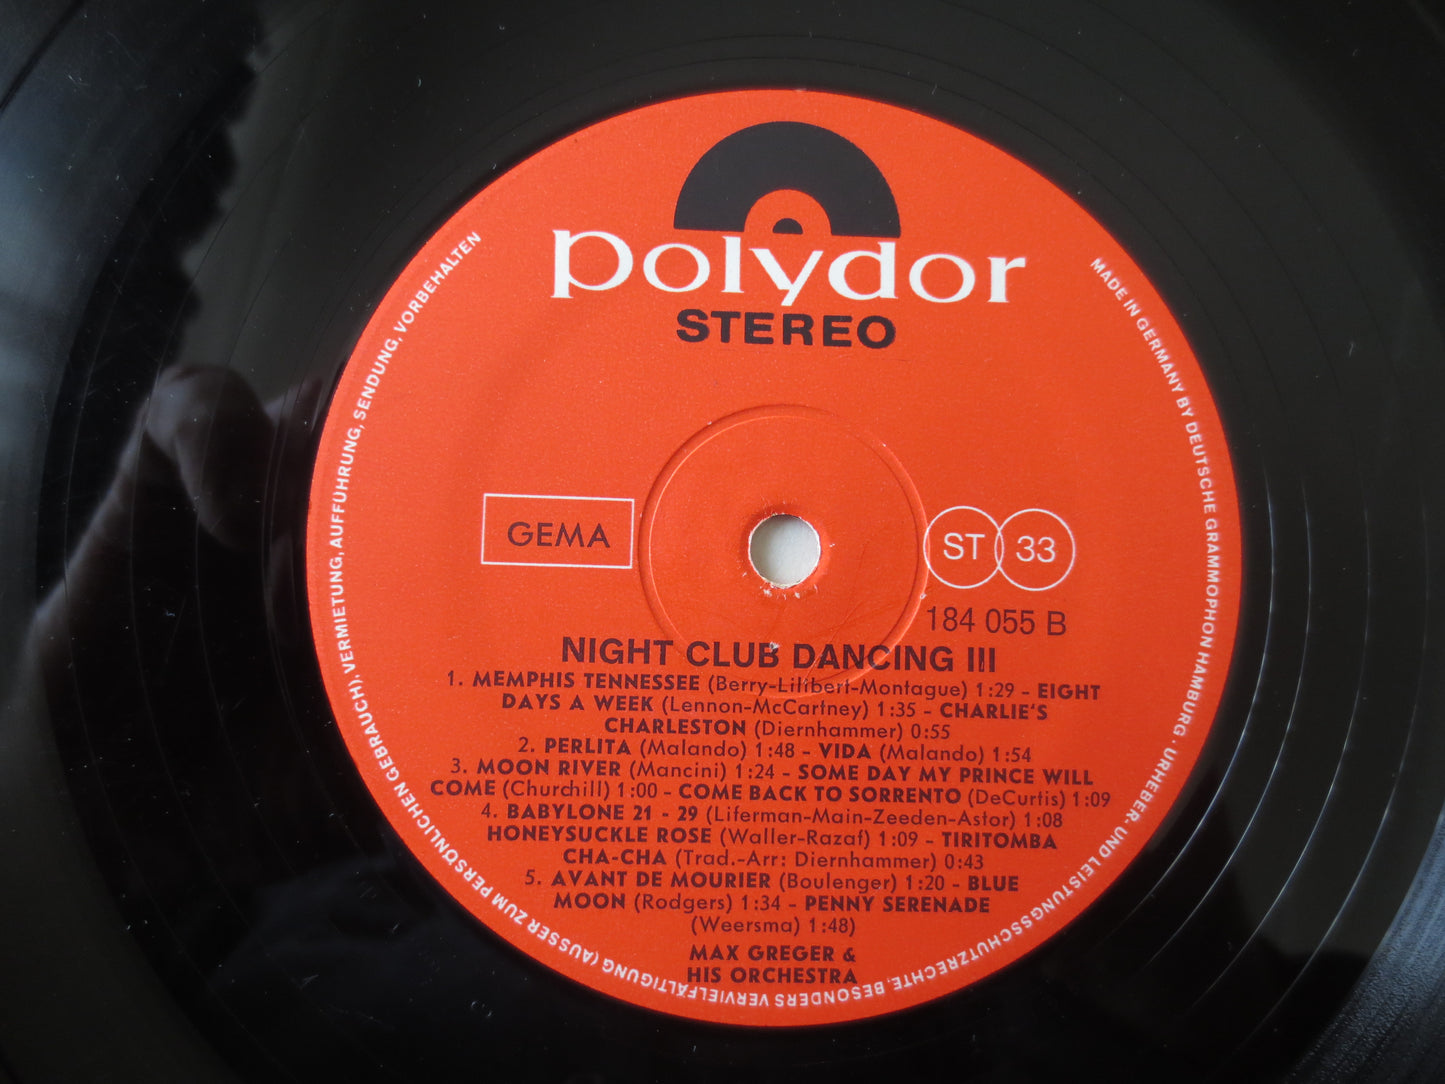 polydor
STEREO
GEMA
ST 33
184 055 B
NIGHT CLUB DANCING III
1. MEMPHIS TENNESSEE (Berry-Lilibert-Montague) 1:29 – EIGHT
DAYS A WEEK (Lennon-McCartney) 1:35 – CHARLIE'S
CHARLESTON (Diernhammer) 0:55
2. PERLITA (Malando) 1:48 – VIDA (Malando) 1:54
3. MOON RIVER (Mancini) 1:24 – SOME DAY MY PRINCE WILL
COME (Churchill) 1:00 – COME BACK TO SORRENTO (DeCurtis) 1:09
4. BABYLONE 21 - 29 (Liferman-Main-Zeeden-Astor) 1:08
HONEYSUCKLE ROSE (Waller-Razaf) 1:09 – TIRITOMBA
CHA-CHA (Trad.-Arr: Diernhammer) 0:43
5. AVANT DE MOURIER (Boulenger) 1:20 – BLUE
MOON (Rodgers) 1:34 – PENNY SERENADE
(Weersma) 1:48)
MAX GREGER &
HIS ORCHESTRA
MADE IN GERMANY BY DEUTSCHE GRAMMOPHON HAMBURG · URHEBER- UND LEISTUNGSSCHUTZRECHTE, BESONDERS VERVIELFÄLTIGUNG (AUSSER ZUM PERSÖNLICHEN GEBRAUCH), VERMIETUNG, AUFFÜHRUNG, SENDUNG, VORBEHALTEN